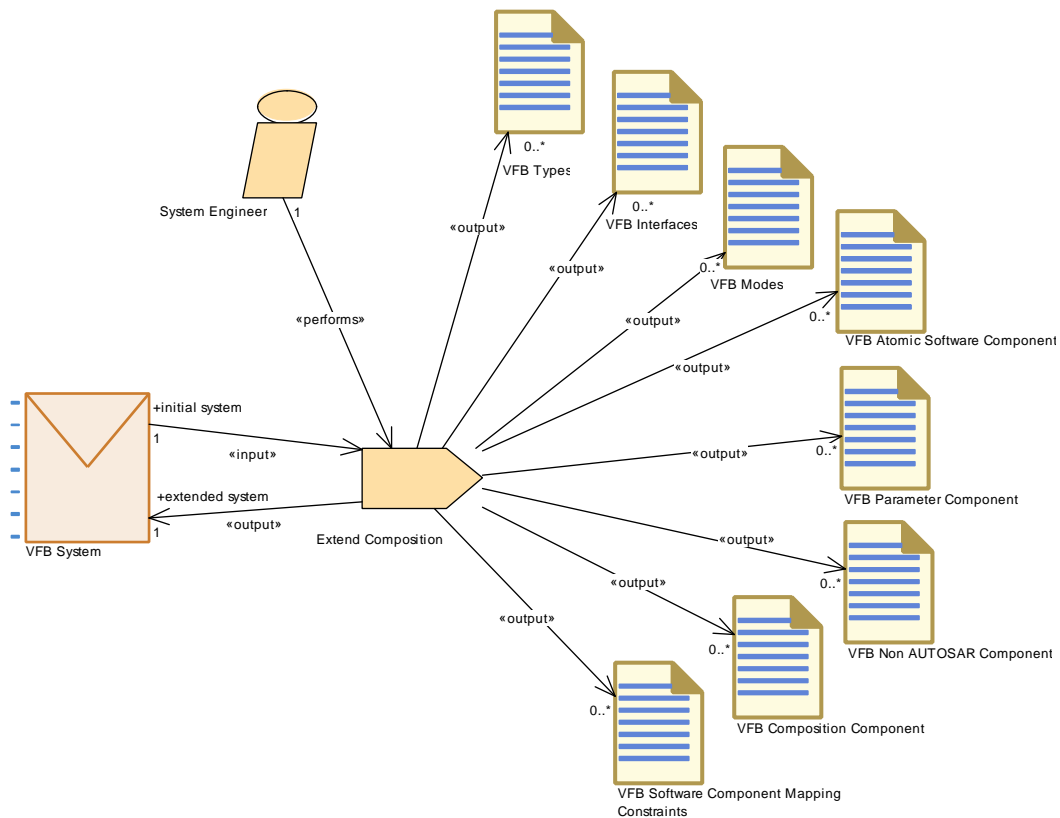 0..*
VFB Types
0..*
VFB Interfaces
System Engineer
1
«output»
«output»
0..*
VFB Modes
0..*
VFB Atomic Software Component
«performs»
«output»
«output»
+initial system
1
«input»
«output»
0..*
VFB Parameter Component
+extended system
«output»
1
VFB System
Extend Composition
«output»
0..*
VFB Non AUTOSAR Component
«output»
0..*
VFB Composition Component
«output»
0..*
VFB Software Component Mapping
Constraints